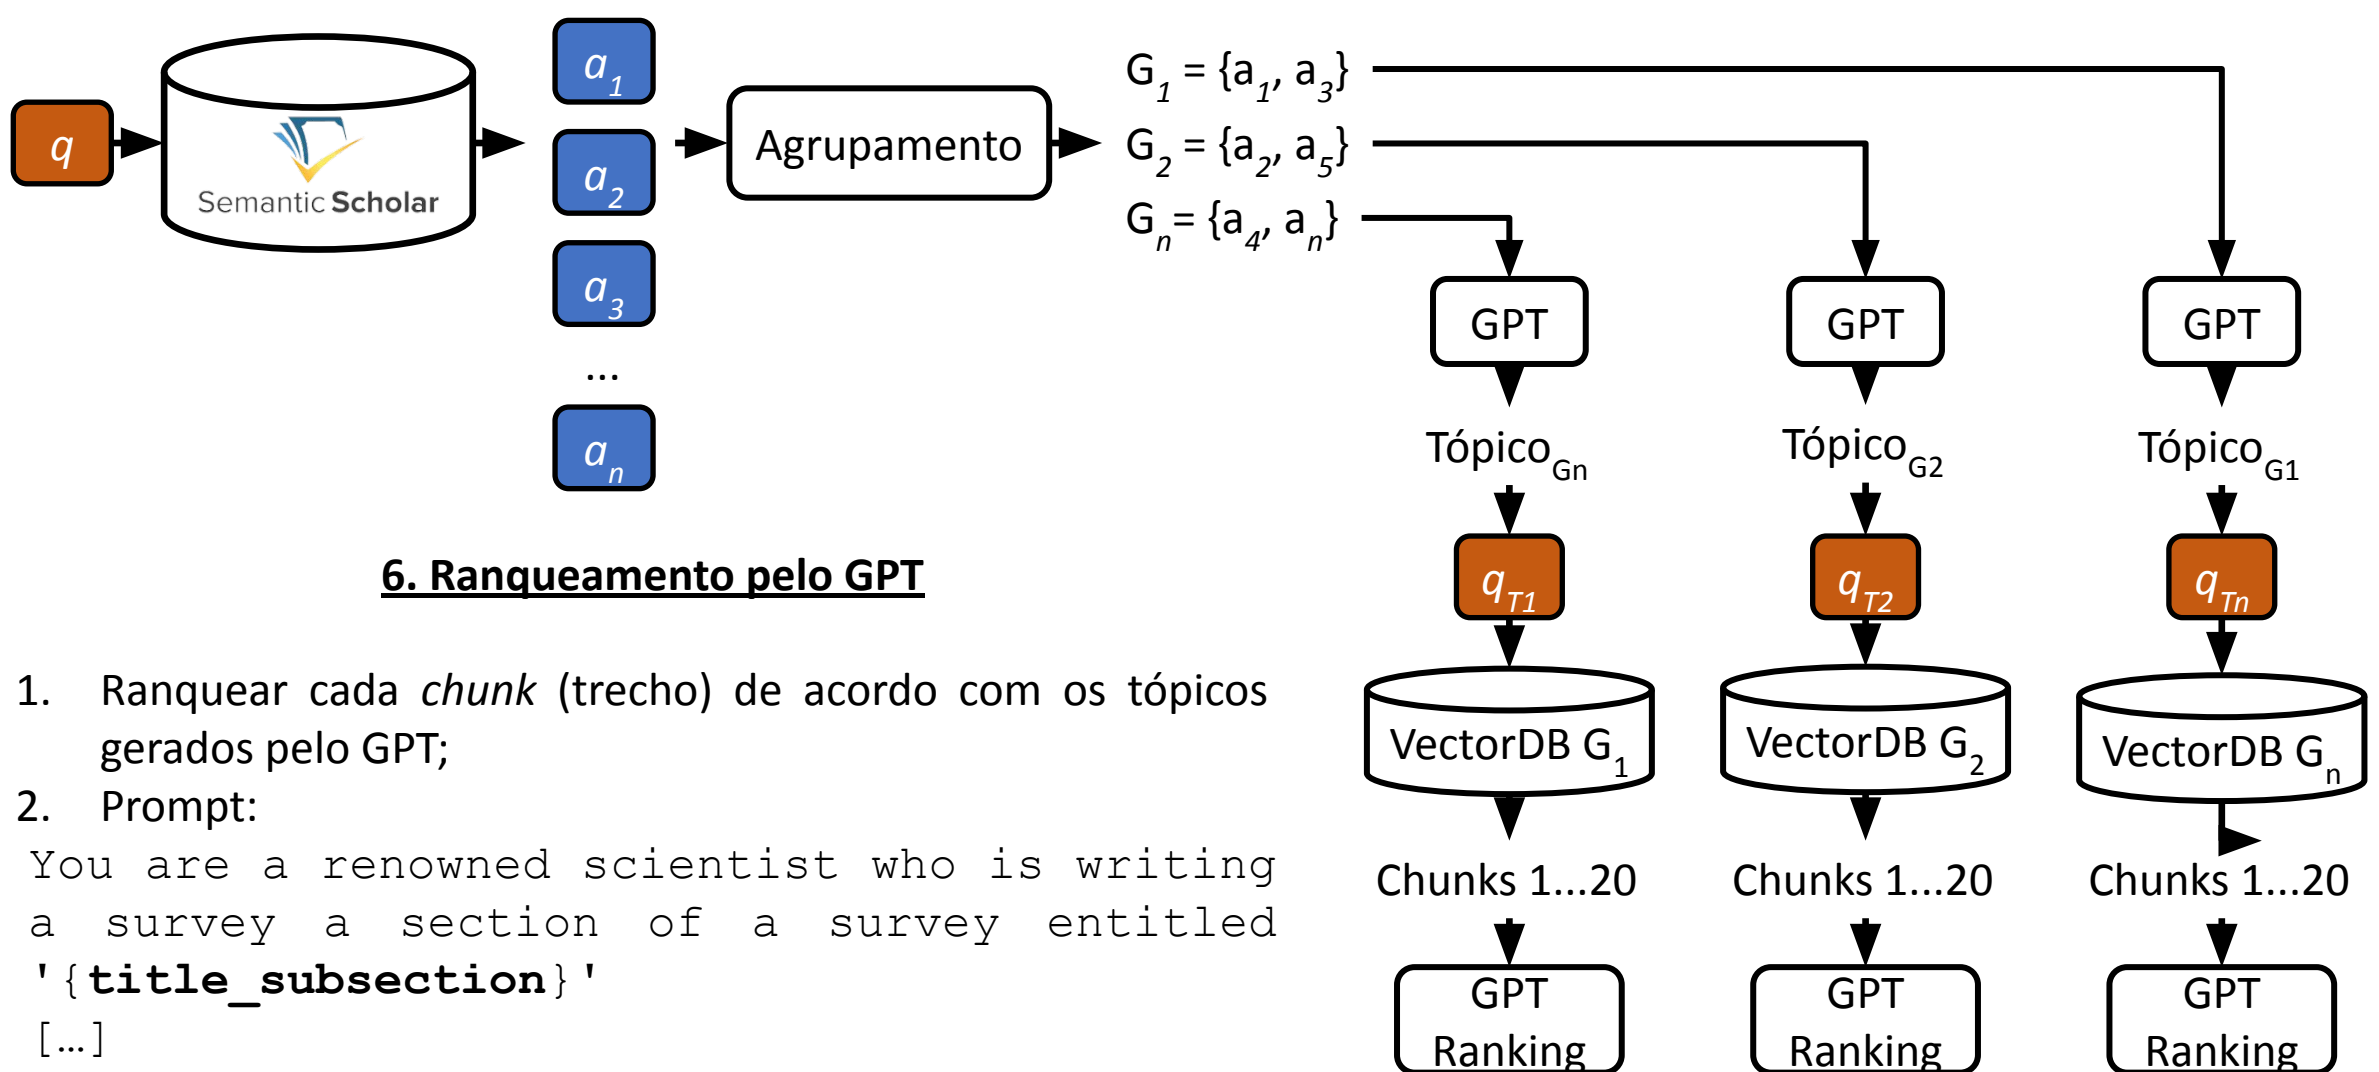 q
Semantic Scholar
a1
a2
a3
...
an
Agrupamento
G1 = {a1, a3}
G2 = {a2, a5}
Gn= {a4, an}
GPT
GPT
GPT
TópicoGn
TópicoG2
TópicoG1
qT1
qT2
qTn
VectorDB G1
VectorDB G2
VectorDB Gn
Chunks 1...20
Chunks 1...20
Chunks 1...20
GPT
Ranking
GPT
Ranking
GPT
Ranking
6. Ranqueamento pelo GPT
1. Ranquear cada chunk (trecho) de acordo com os tópicos
gerados pelo GPT;
2. Prompt:
You are a renowned scientist who is writing
a survey a section of a survey entitled
'{title_subsection}'
[…]